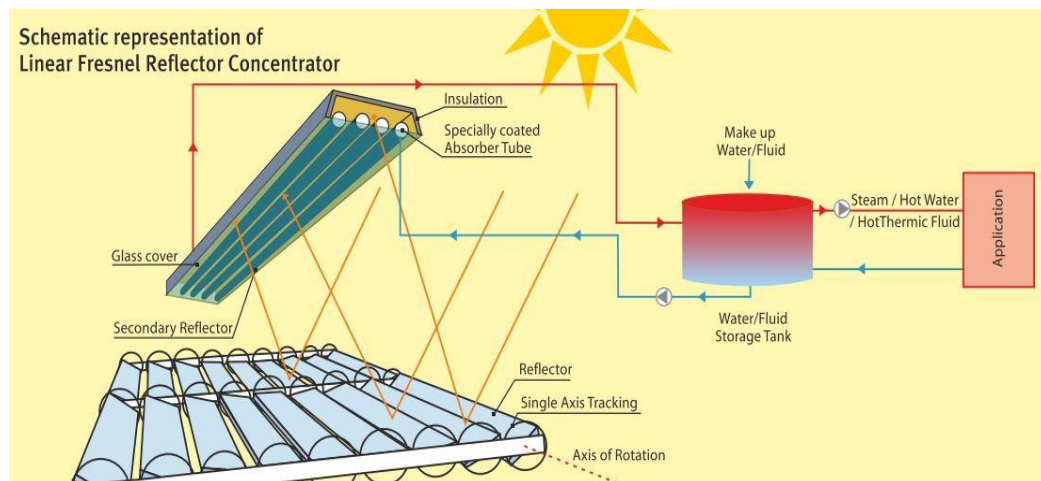 Schematic representation of
Linear Fresnel Reflector Concentrator
Insulation
Specially coated
Absorber Tube
Make up
Water/Fluid
Steam / Hot Water
/ HotThermic Fluid
Application
Glass cover
Secondary Reflector
Water/Fluid
Storage Tank
Reflector
Single Axis Tracking
Axis of Rotation